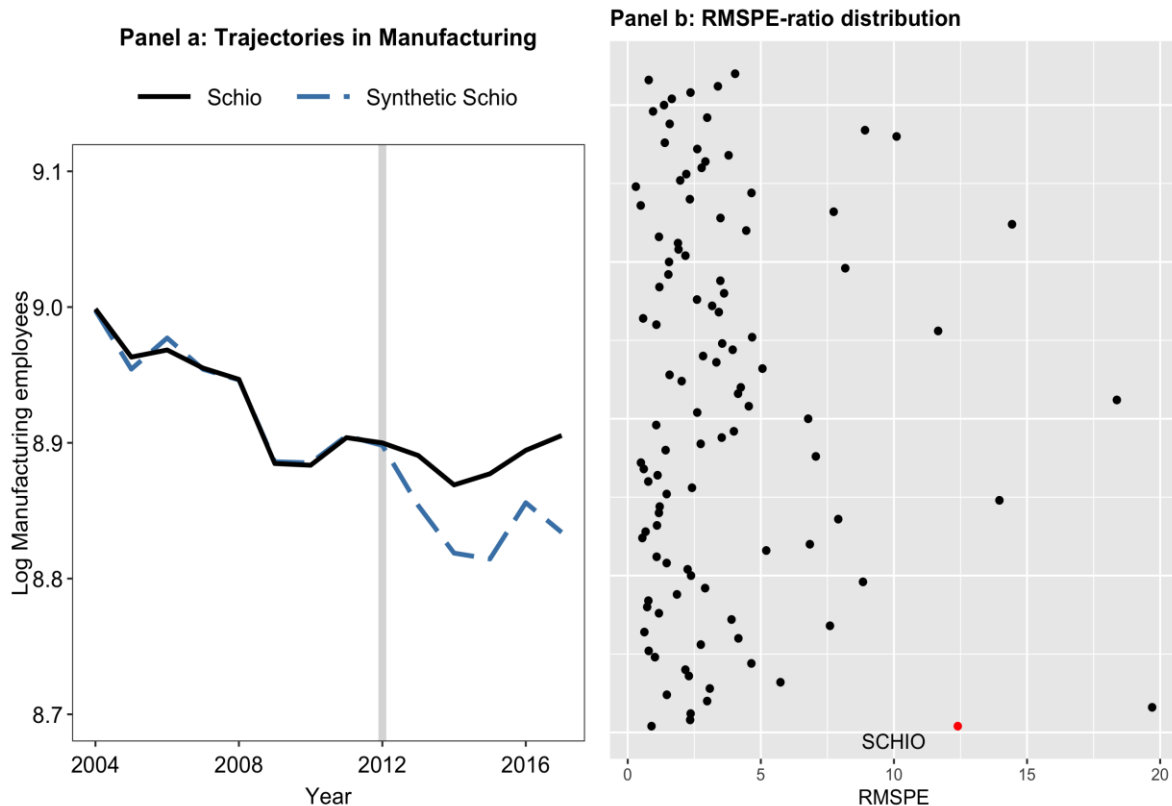 Panel a: Trajectories in Manufacturing
Schio
Synthetic Schio
9.1
9.0
8.9
8.8
8.7
Log Manufacturing employees
2004
2008
2012
2016
Year
Panel b: RMSPE-ratio distribution
SCHIO
0
5
10
15
20
RMSPE